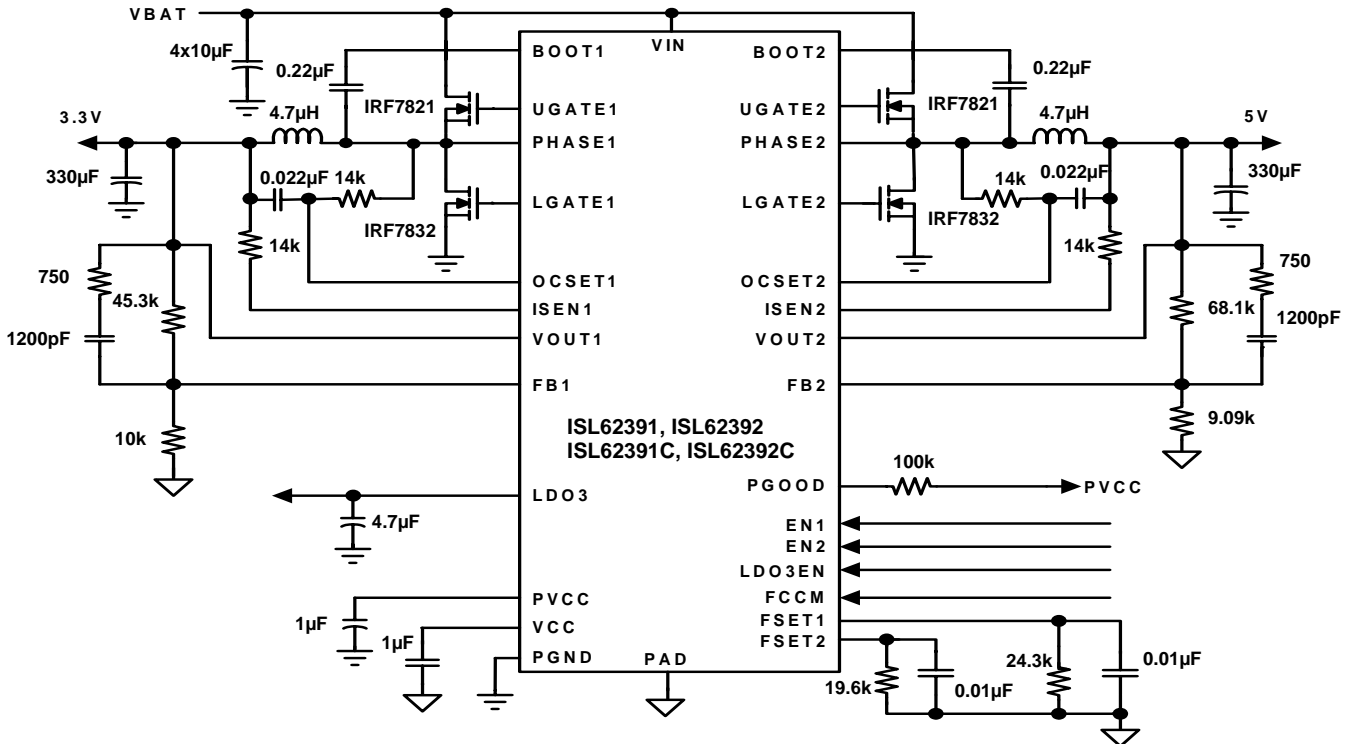 VBAT
4x10µF
0.22µF
IRF7821
4.7µH
3.3V
330µF
0.022µF
14k
IRF7832
14k
750
45.3k
1200pF
10k
4.7µF
1µF
1µF
VIN
BOOT1
UGATE1
PHASE1
LGATE1
OCSET1
ISEN1
VOUT1
FB1
ISL62391, ISL62392
ISL62391C, ISL62392C
LDO3
PVCC
VCC
PGND
PAD
BOOT2
UGATE2
PHASE2
LGATE2
OCSET2
ISEN2
VOUT2
FB2
PGOOD
EN1
EN2
LDO3EN
FCCM
FSET1
FSET2
0.22µF
IRF7821
4.7µH
5V
330µF
0.022µF
14k
IRF7832
14k
750
68.1k
1200pF
9.09k
100k
PVCC
19.6k
0.01µF
24.3k
0.01µF